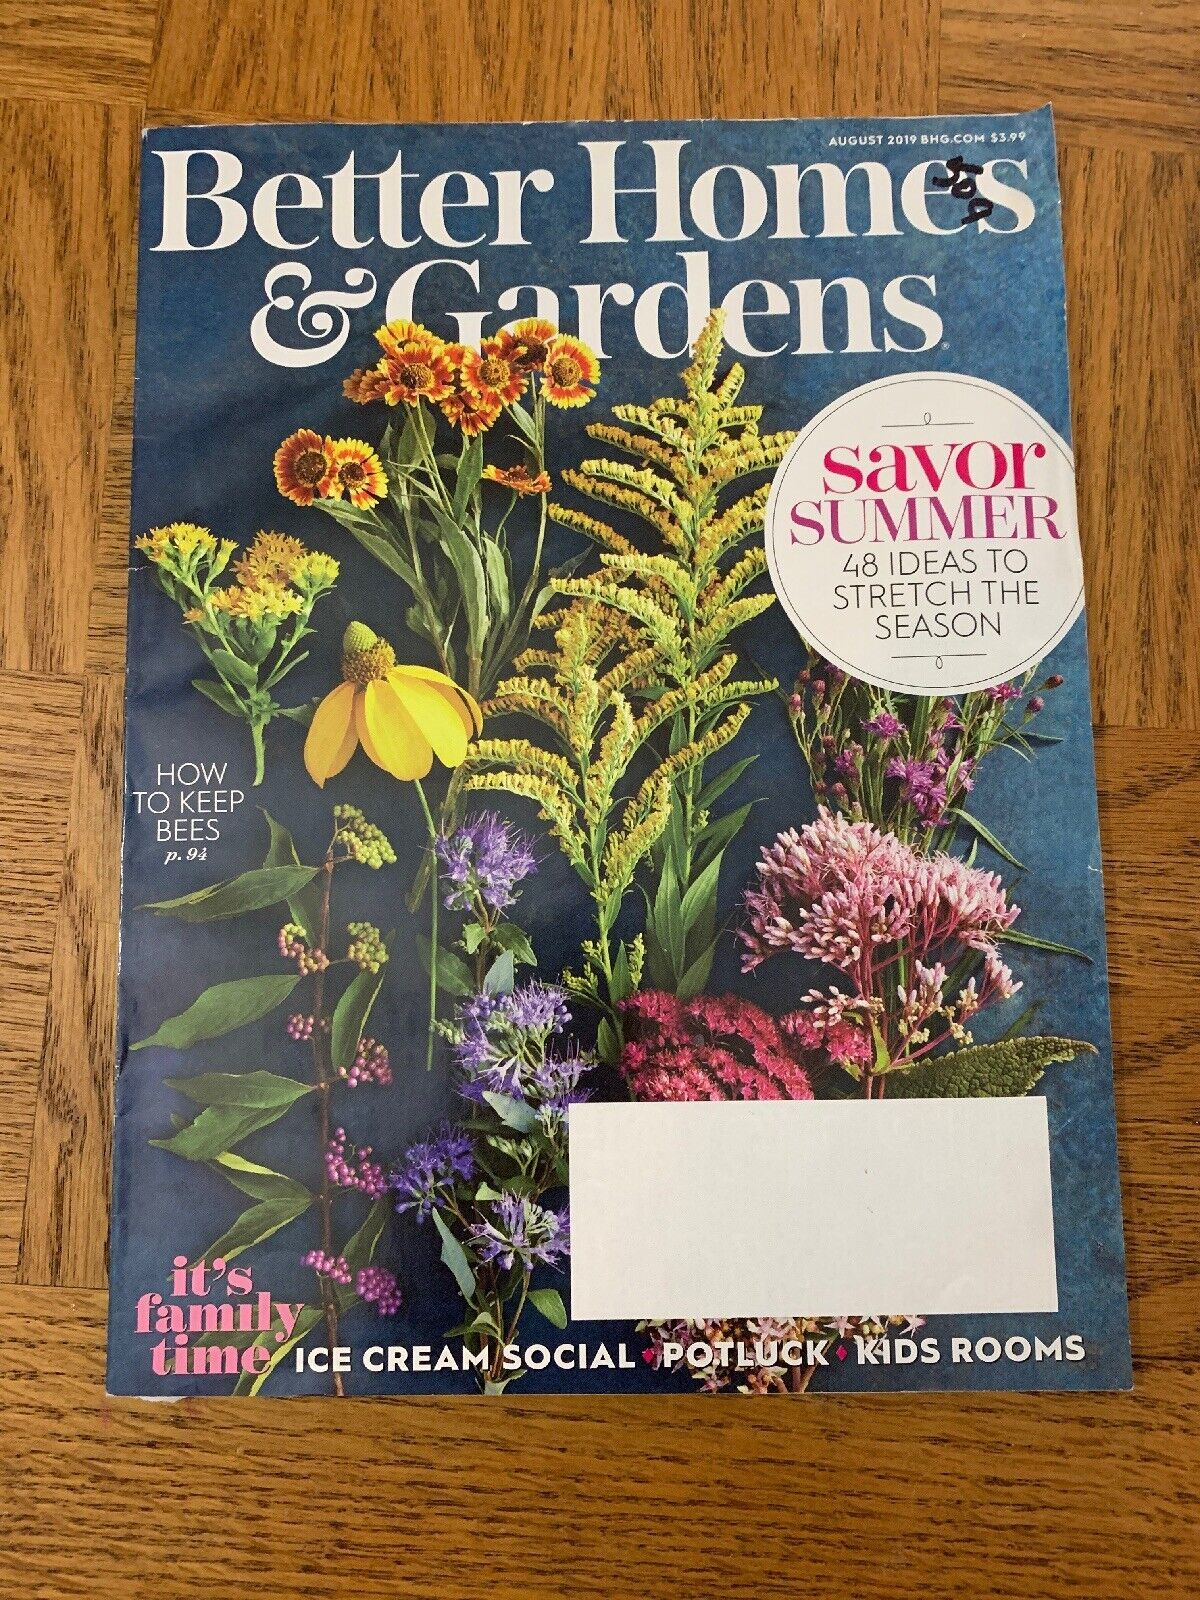 AUGUST 2019 BHG.COM $3.99
Better Homes
& Gardens
savor
SUMMER
48 IDEAS TO
STRETCH THE
SEASON
HOW
TO KEEP
BEES
p. 94
it's
family
time
ICE CREAM SOCIAL ♦ POTLUCK ♦ KIDS ROOMS